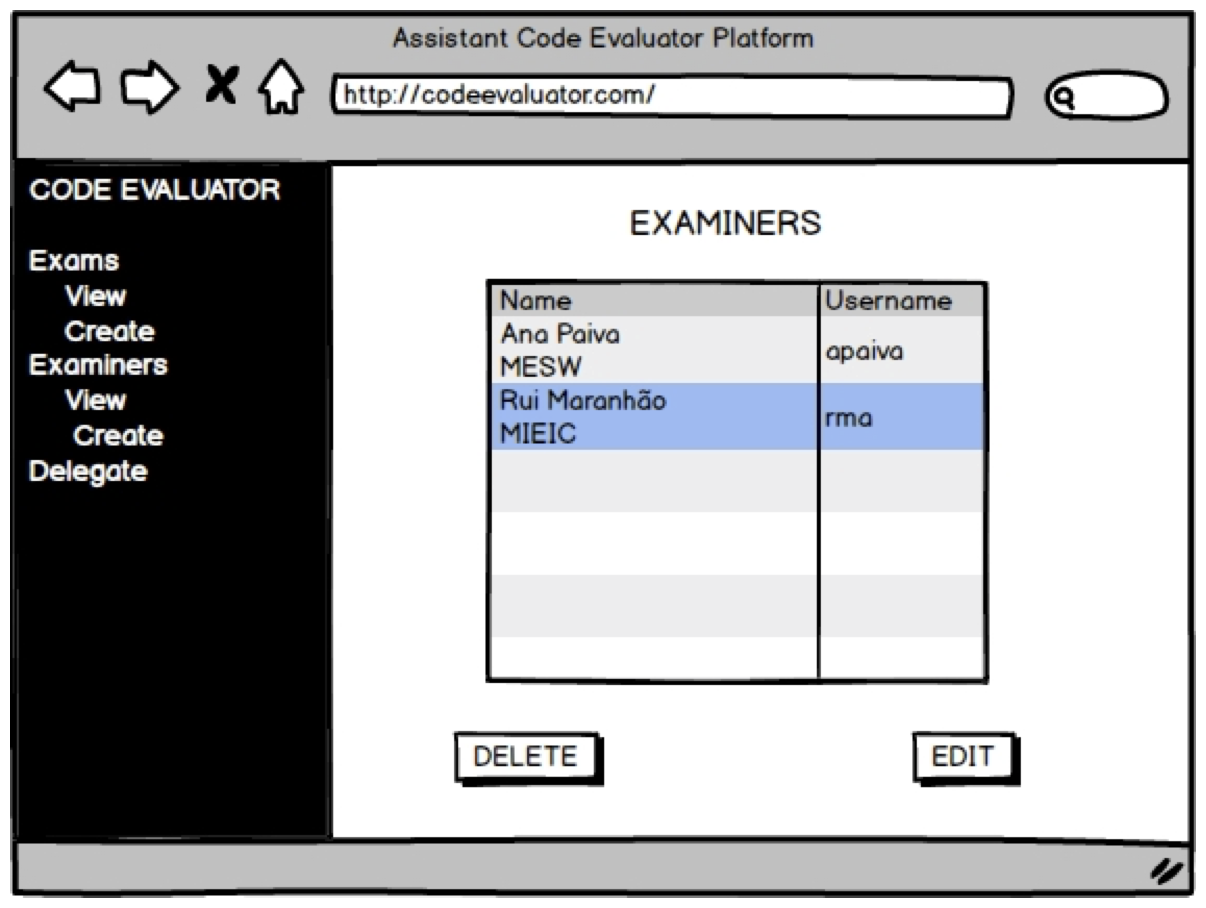 Assistant Code Evaluator Platform
http://codeevaluator.com/
CODE EVALUATOR
Exams
View
Create
Examiners
View
Create
Delegate
EXAMINERS
Name Username
Ana Paiva
MESW
apaiva
Rui Maranhão
MIEIC
rma
DELETE EDIT